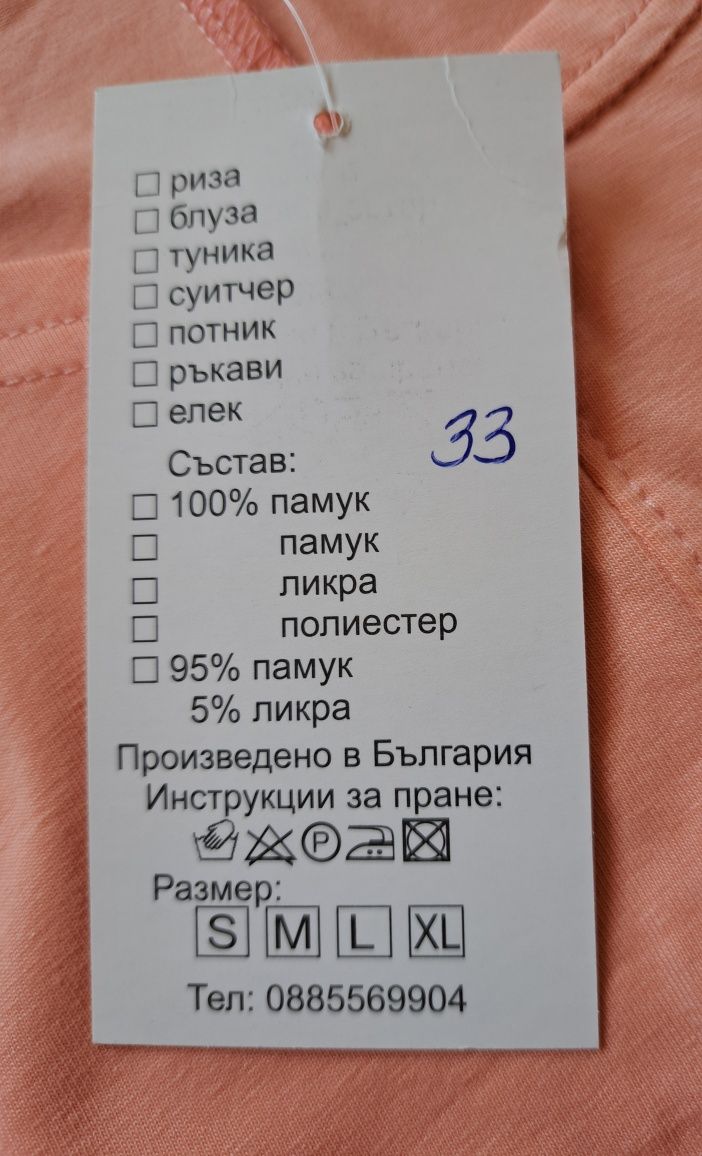 риза
блуза
туника
суитчер
потник
ръкави
елек
33
Състав:
100% памук
памук
ликра
полиестер
95% памук
5% ликра
Произведено в България
Инструкции за пране:
P
Размер:
S M L XL
Тел: 0885569904